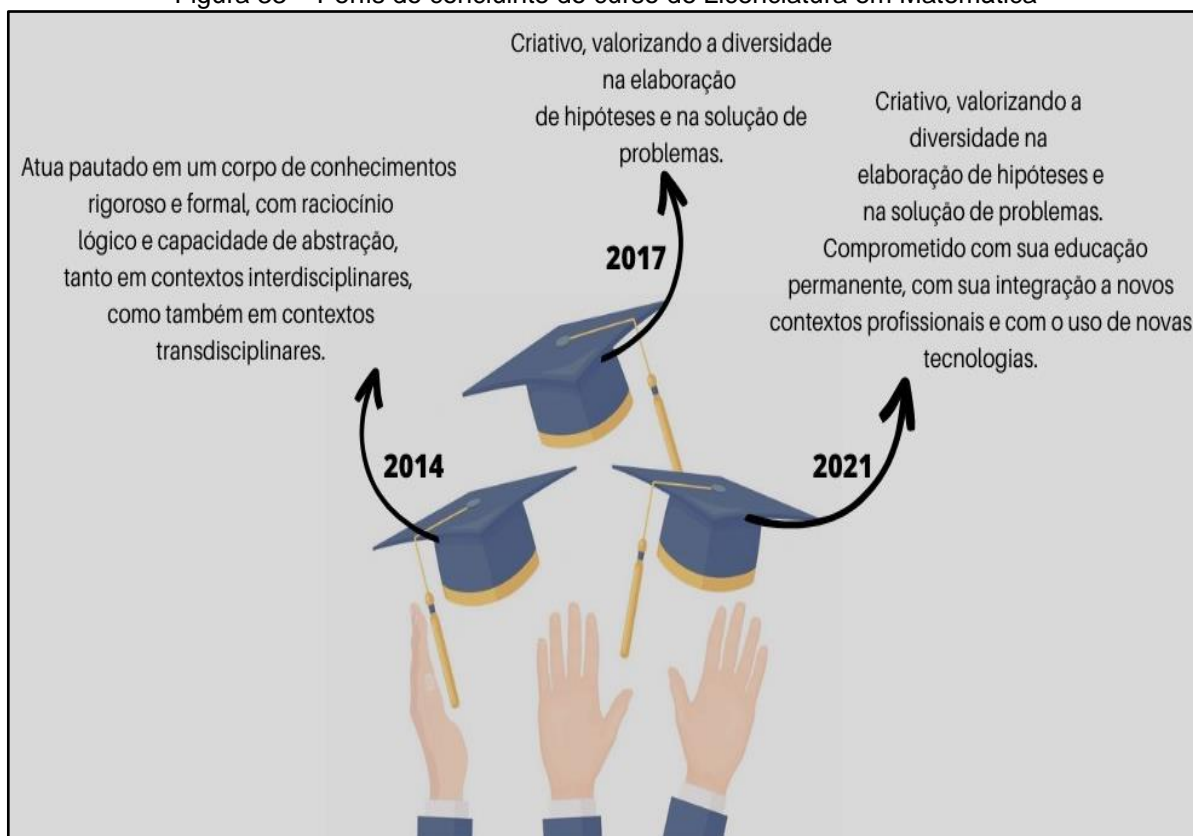 Atua pautado em um corpo de conhecimentos
rigoroso e formal, com raciocínio
lógico e capacidade de abstração,
tanto em contextos interdisciplinares,
como também em contextos
transdisciplinares.
2014
Criativo, valorizando a diversidade
na elaboração
de hipóteses e na solução de
problemas.
2017
Criativo, valorizando a
diversidade na
elaboração de hipóteses e
na solução de problemas.
Comprometido com sua educação
permanente, com sua integração a novos
contextos profissionais e com o uso de novas
tecnologias.
2021